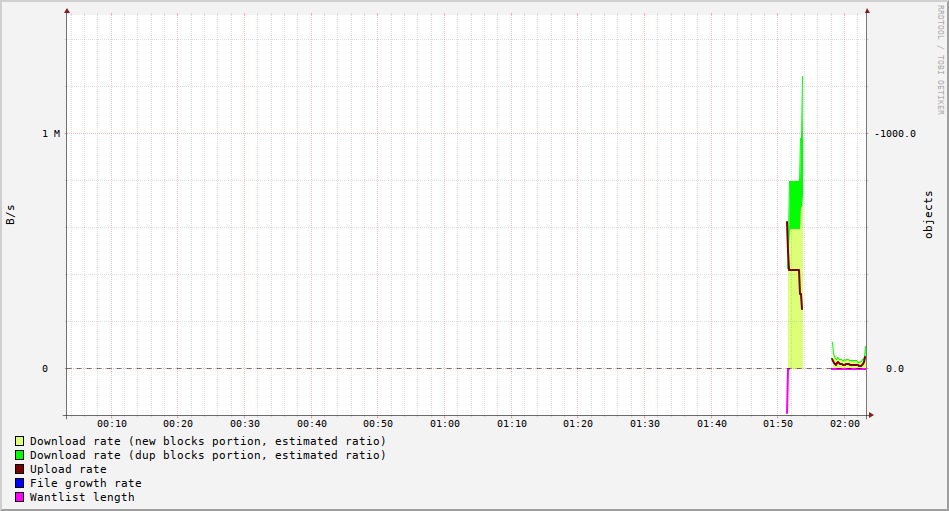 RRDTOOL / TOBI OETIKER
1 M
-1000.0
B/s
objects
0
0.0
00:10 00:20 00:30 00:40 00:50 01:00 01:10 01:20 01:30 01:40 01:50 02:00
Download rate (new blocks portion, estimated ratio)
Download rate (dup blocks portion, estimated ratio)
Upload rate
File growth rate
Wantlist length